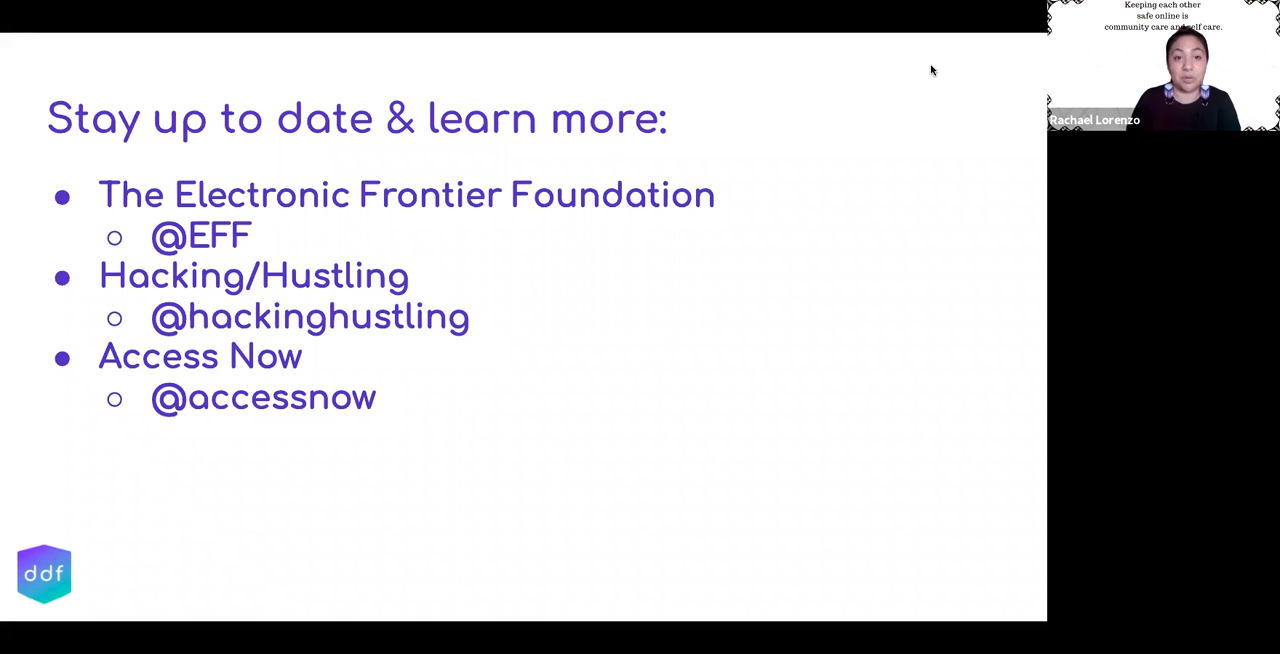 Stay up to date & learn more:
The Electronic Frontier Foundation
@EFF
Hacking/Hustling
@hackinghustling
Access Now
@accessnow
ddf
Keeping each other
safe online is
community care and self care.
Rachael Lorenzo